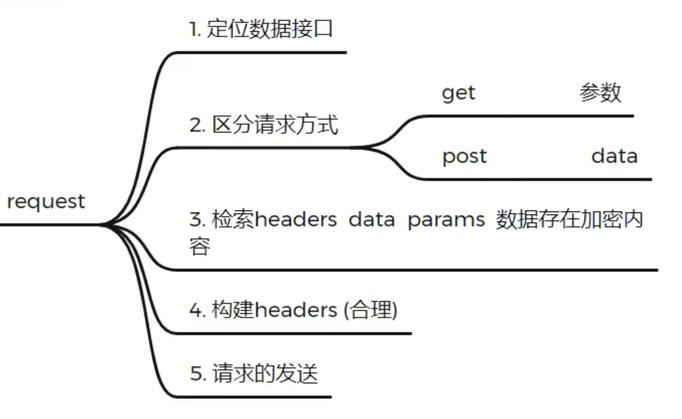 request
1. 定位数据接口
2. 区分请求方式
get 参数
post data
3. 检索headers data params 数据存在加密内
容
4. 构建headers (合理)
5. 请求的发送